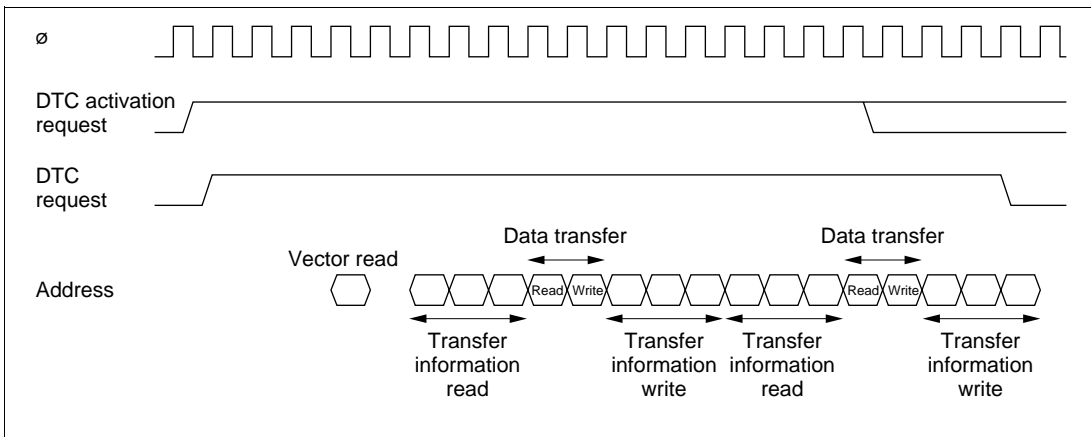 ø
DTC activation
request
DTC
request
Data transfer
Data transfer
Vector read
Address
Read
Write
Read
Write
Transfer
information
read
Transfer
information
write
Transfer
information
read
Transfer
information
write